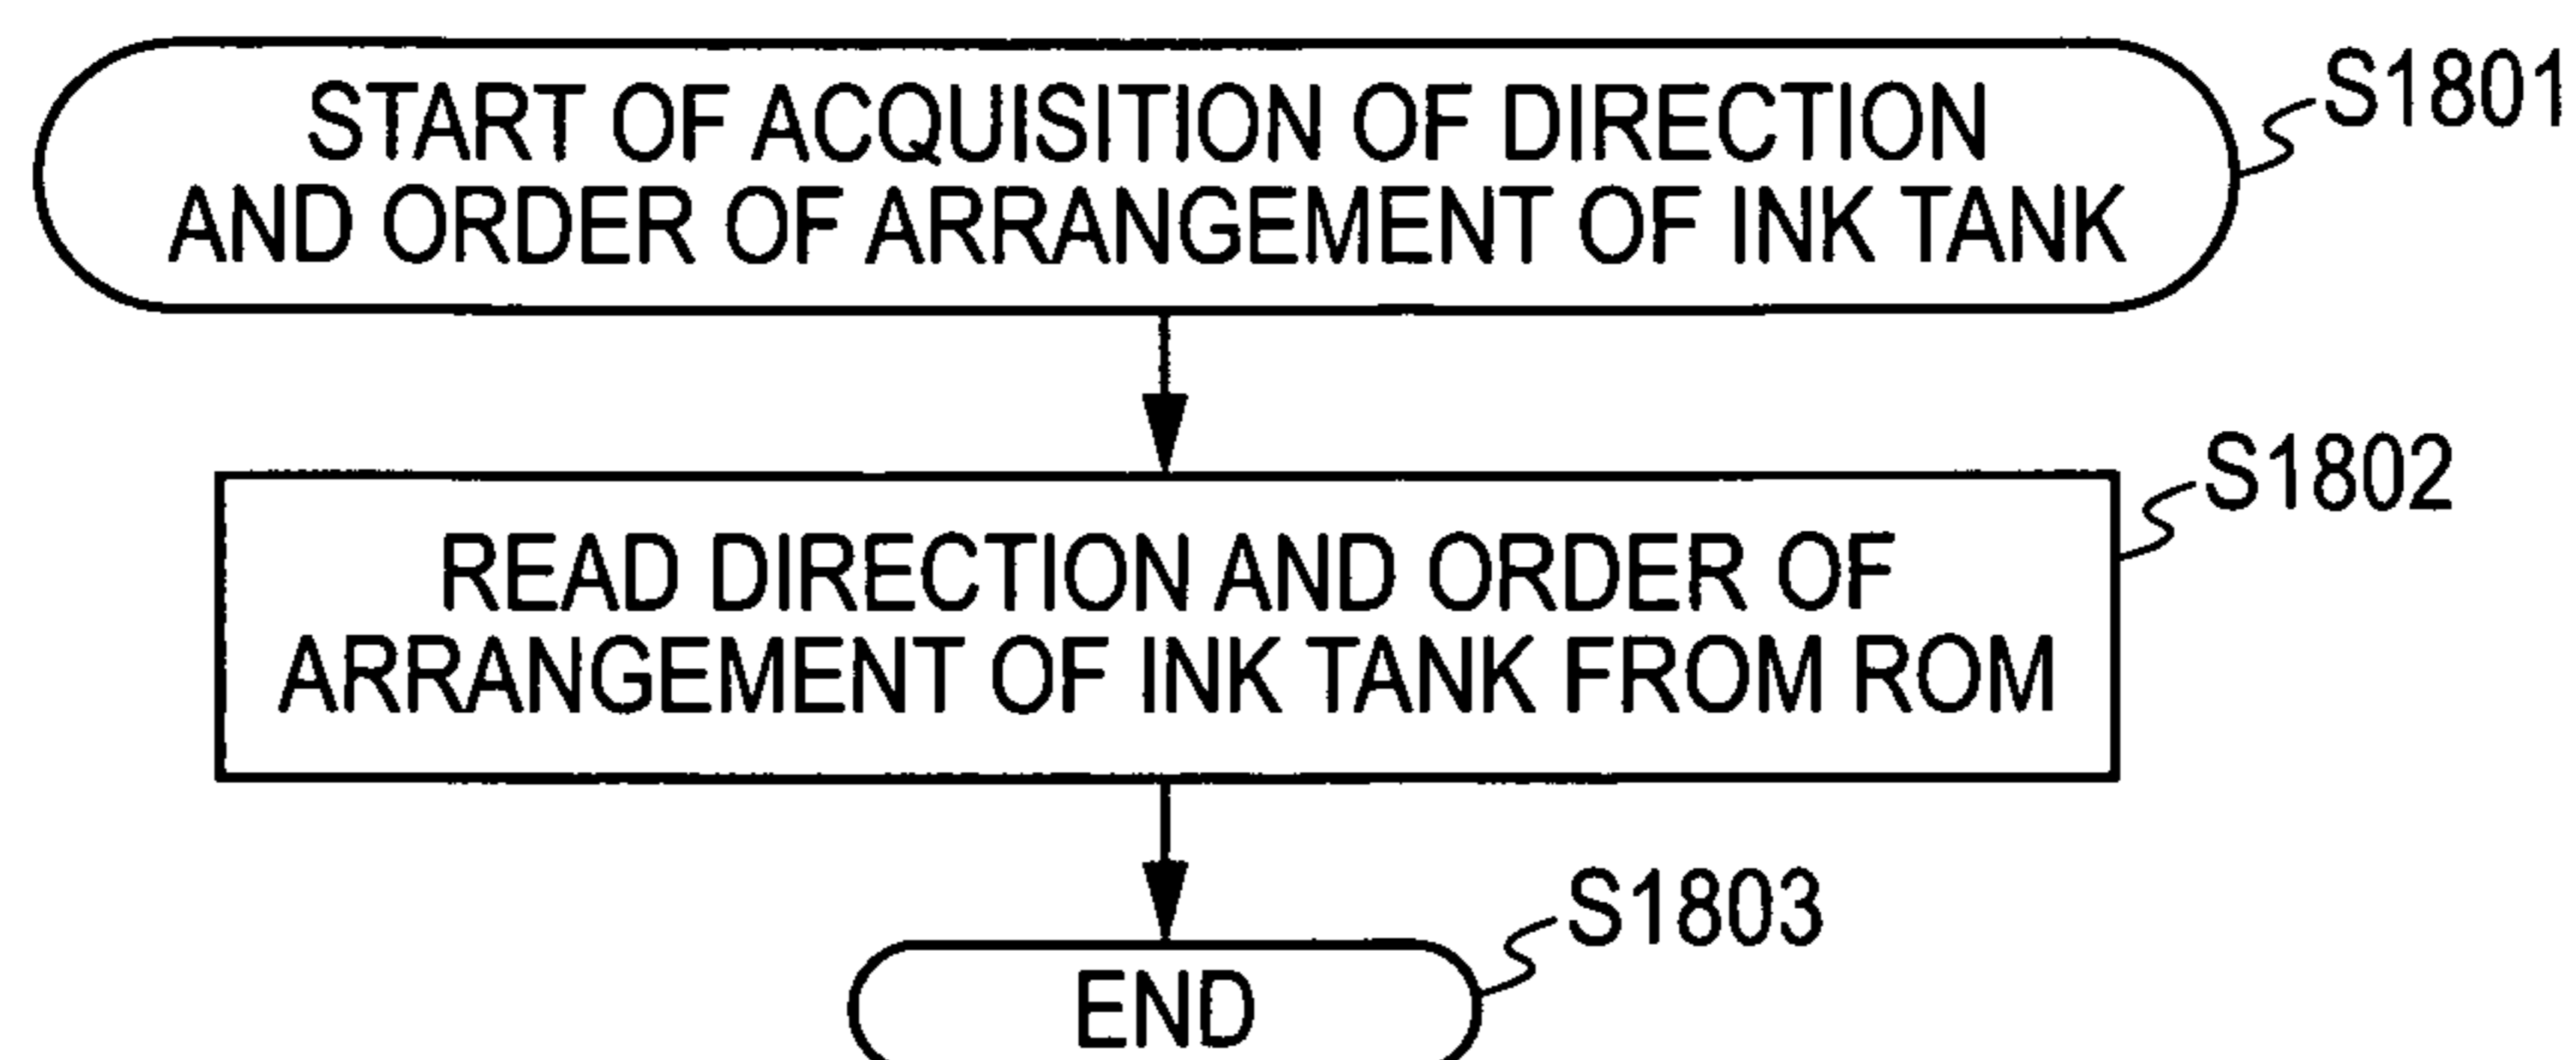 START OF ACQUISITION OF DIRECTION
AND ORDER OF ARRANGEMENT OF INK TANK
S1801
READ DIRECTION AND ORDER OF
ARRANGEMENT OF INK TANK FROM ROM
S1802
END
S1803